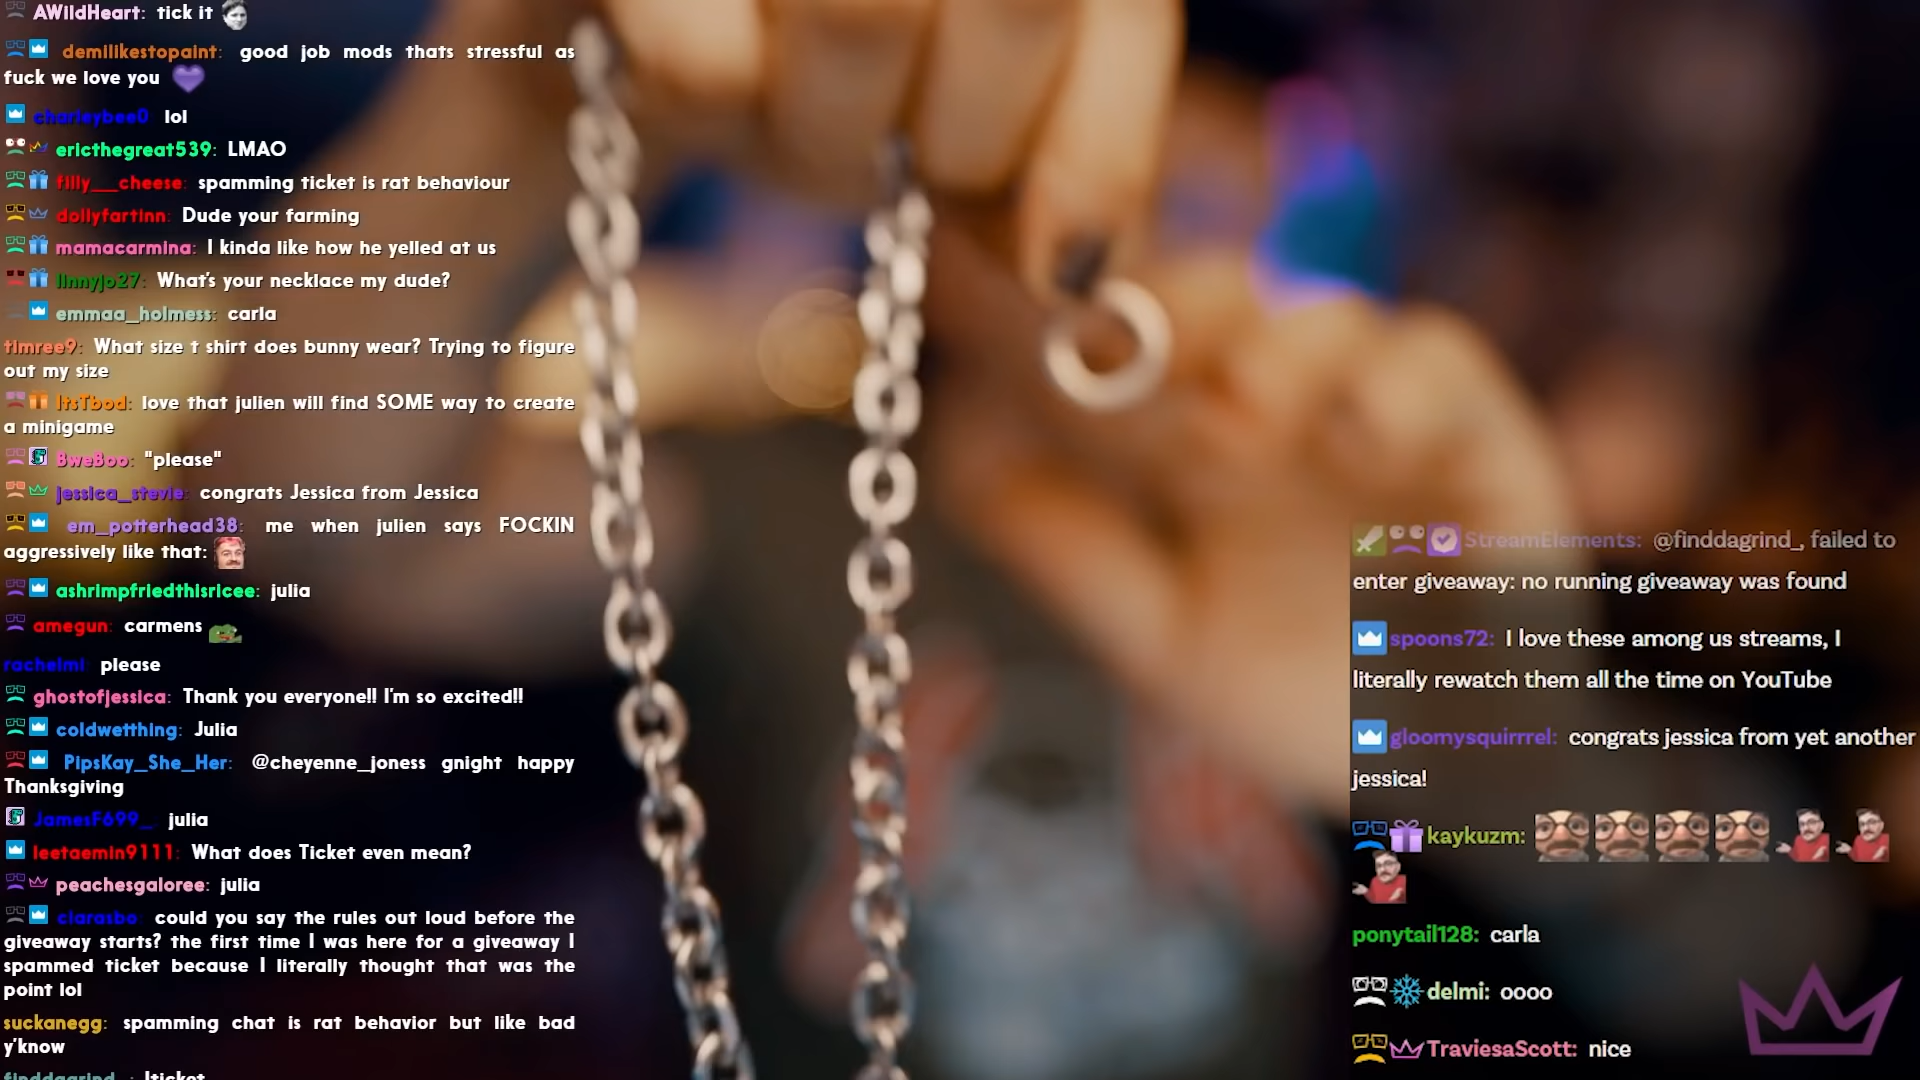 AWildHeart: tick it
demilikestopaint: good job mods thats stressful as
fuck we love you
charleybee0 lol
ericthegreat539: LMAO
filly__cheese: spamming ticket is rat behaviour
dollyfartinn: Dude your farming
mamacarmina: I kinda like how he yelled at us
linnyjo27: What's your necklace my dude?
emmaa_holmess: carla
timree9: What size t shirt does bunny wear? Trying to figure
out my size
ItsTbod: love that julien will find SOME way to create
a minigame
BweBoo: "please"
jessica_stevie: congrats Jessica from Jessica
em_potterhead38: me when julien says FOCKIN
aggressively like that:
ashrimpfriedthisricee: julia
amegun: carmens
rachelmi: please
ghostofjessica: Thank you everyone!! I'm so excited!!
coldwetthing: Julia
PipsKay_She_Her: @cheyenne_joness gnight happy
Thanksgiving
JamesF699_ julia
leetaemin9111: What does Ticket even mean?
peachesgaloree: julia
clarasbo: could you say the rules out loud before the
giveaway starts? the first time I was here for a giveaway I
spammed ticket because I literally thought that was the
point lol
suckanegg: spamming chat is rat behavior but like bad
y'know
finddagrind_: !ticket
StreamElements: @finddagrind_, failed to
enter giveaway: no running giveaway was found
spoons72: I love these among us streams, I
literally rewatch them all the time on YouTube
gloomysquirrrel: congrats jessica from yet another
jessica!
kaykuzm:
ponytail128: carla
delmi: oooo
TraviesaScott: nice